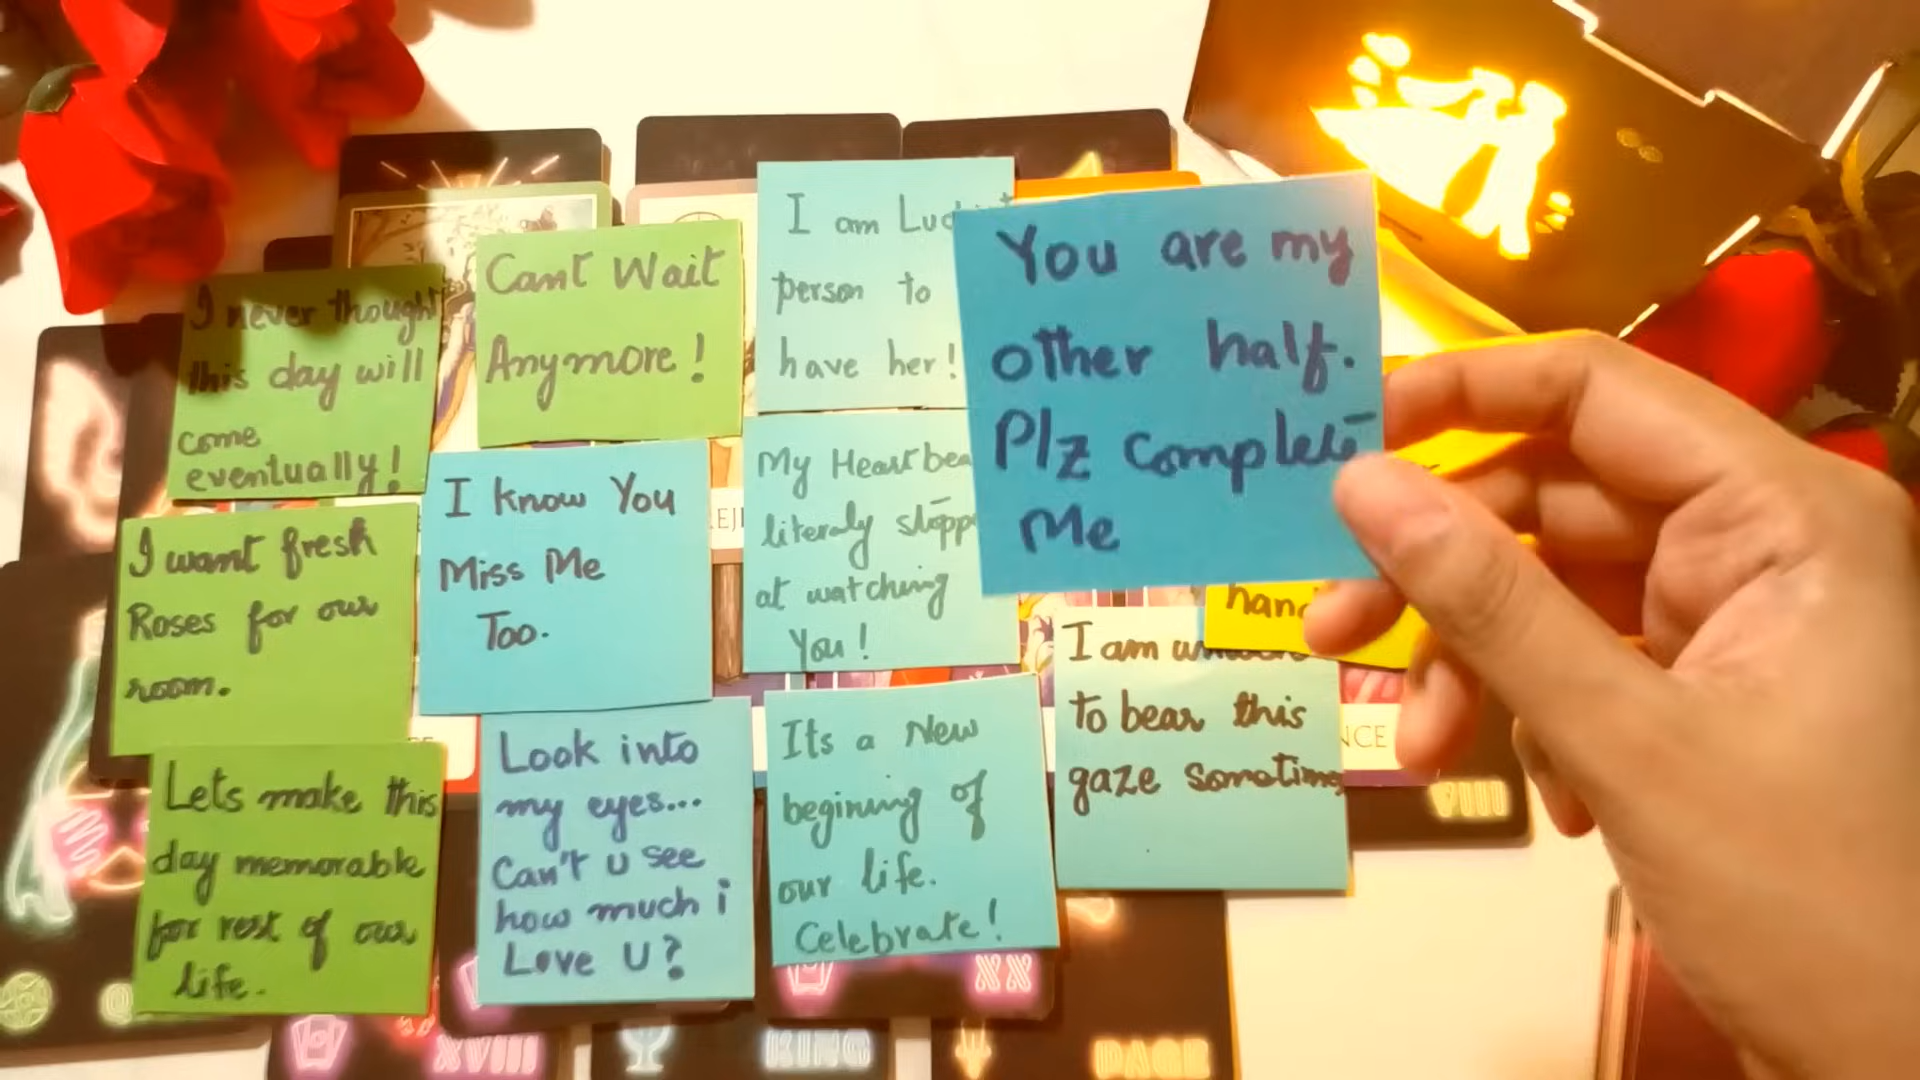 I never thought
this day will
come
eventually!
Cant Wait
Anymore!
I am
person to
have her!
You are my
other half.
Plz Complete
Me
I want fresh
Roses for our
room.
I know You
Miss Me
Too.
My Heart
literaly
at watching
You!
I am
to bear this
gaze sometimes
Lets make this
day memorable
for rest of our
life.
Look into
my eyes...
Can't u see
how much i
Love U?
Its a New
begining of
our life.
Celebrate!
VIII
XX
XVIII
KING
PAGE